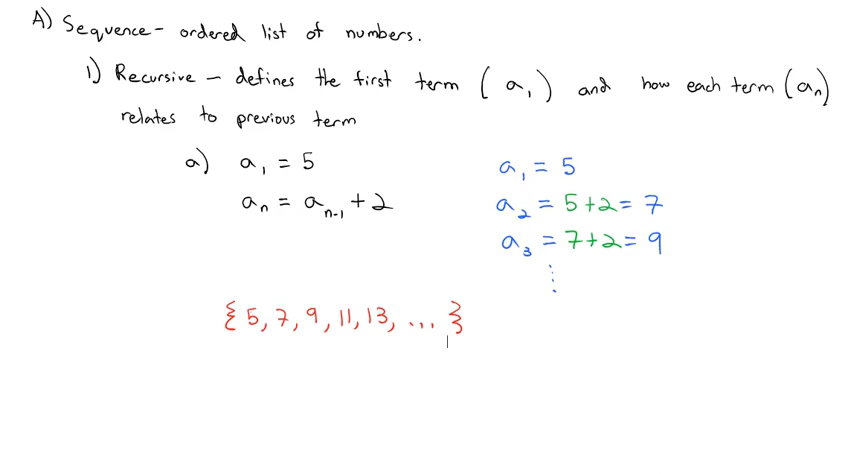 A) Sequence - ordered list of numbers.
1) Recursive - defines the first term (a₁) and how each term (aₙ)
relates to previous term
a) a₁ = 5
aₙ = aₙ₋₁ + 2
a₁ = 5
a₂ = 5+2 = 7
a₃ = 7+2 = 9
⋮
{ 5, 7, 9, 11, 13, ... }